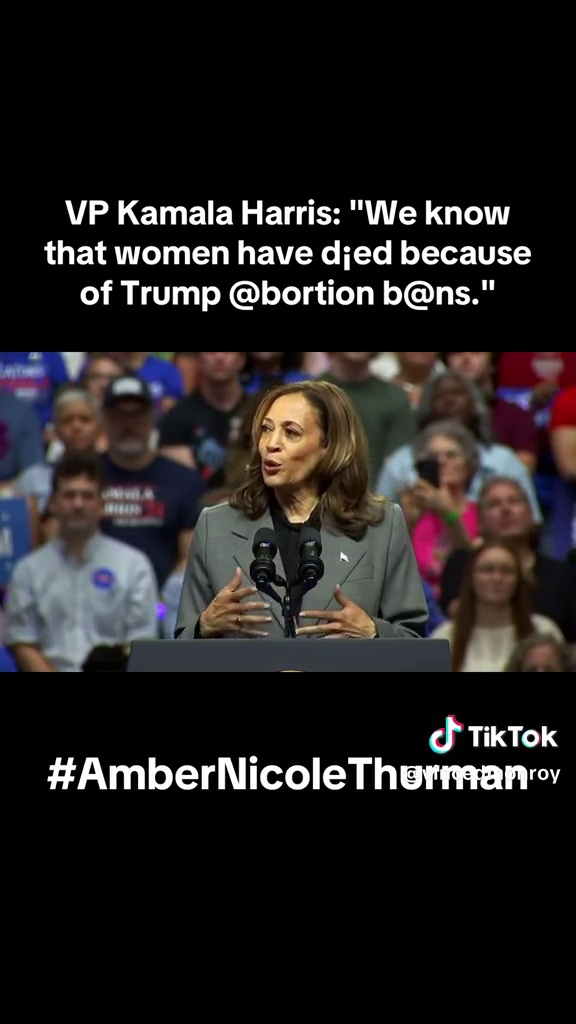 VP Kamala Harris: "We know
that women have d¡ed because
of Trump @bortion b@ns."
TikTok
#AmberNicoleThurman